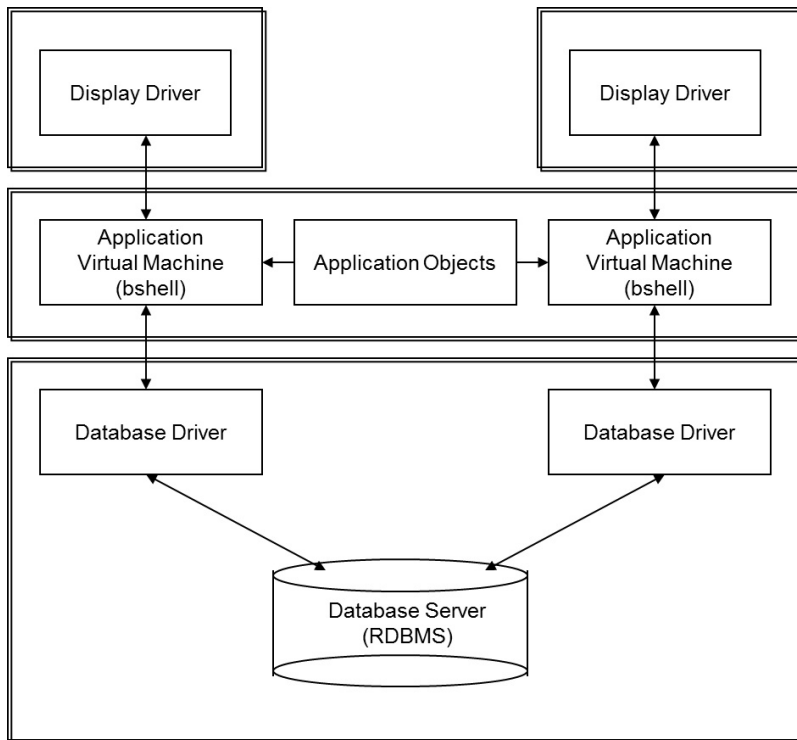 Display Driver
Display Driver
Application
Virtual Machine
(bshell)
Application Objects
Application
Virtual Machine
(bshell)
Database Driver
Database Driver
Database Server
(RDBMS)